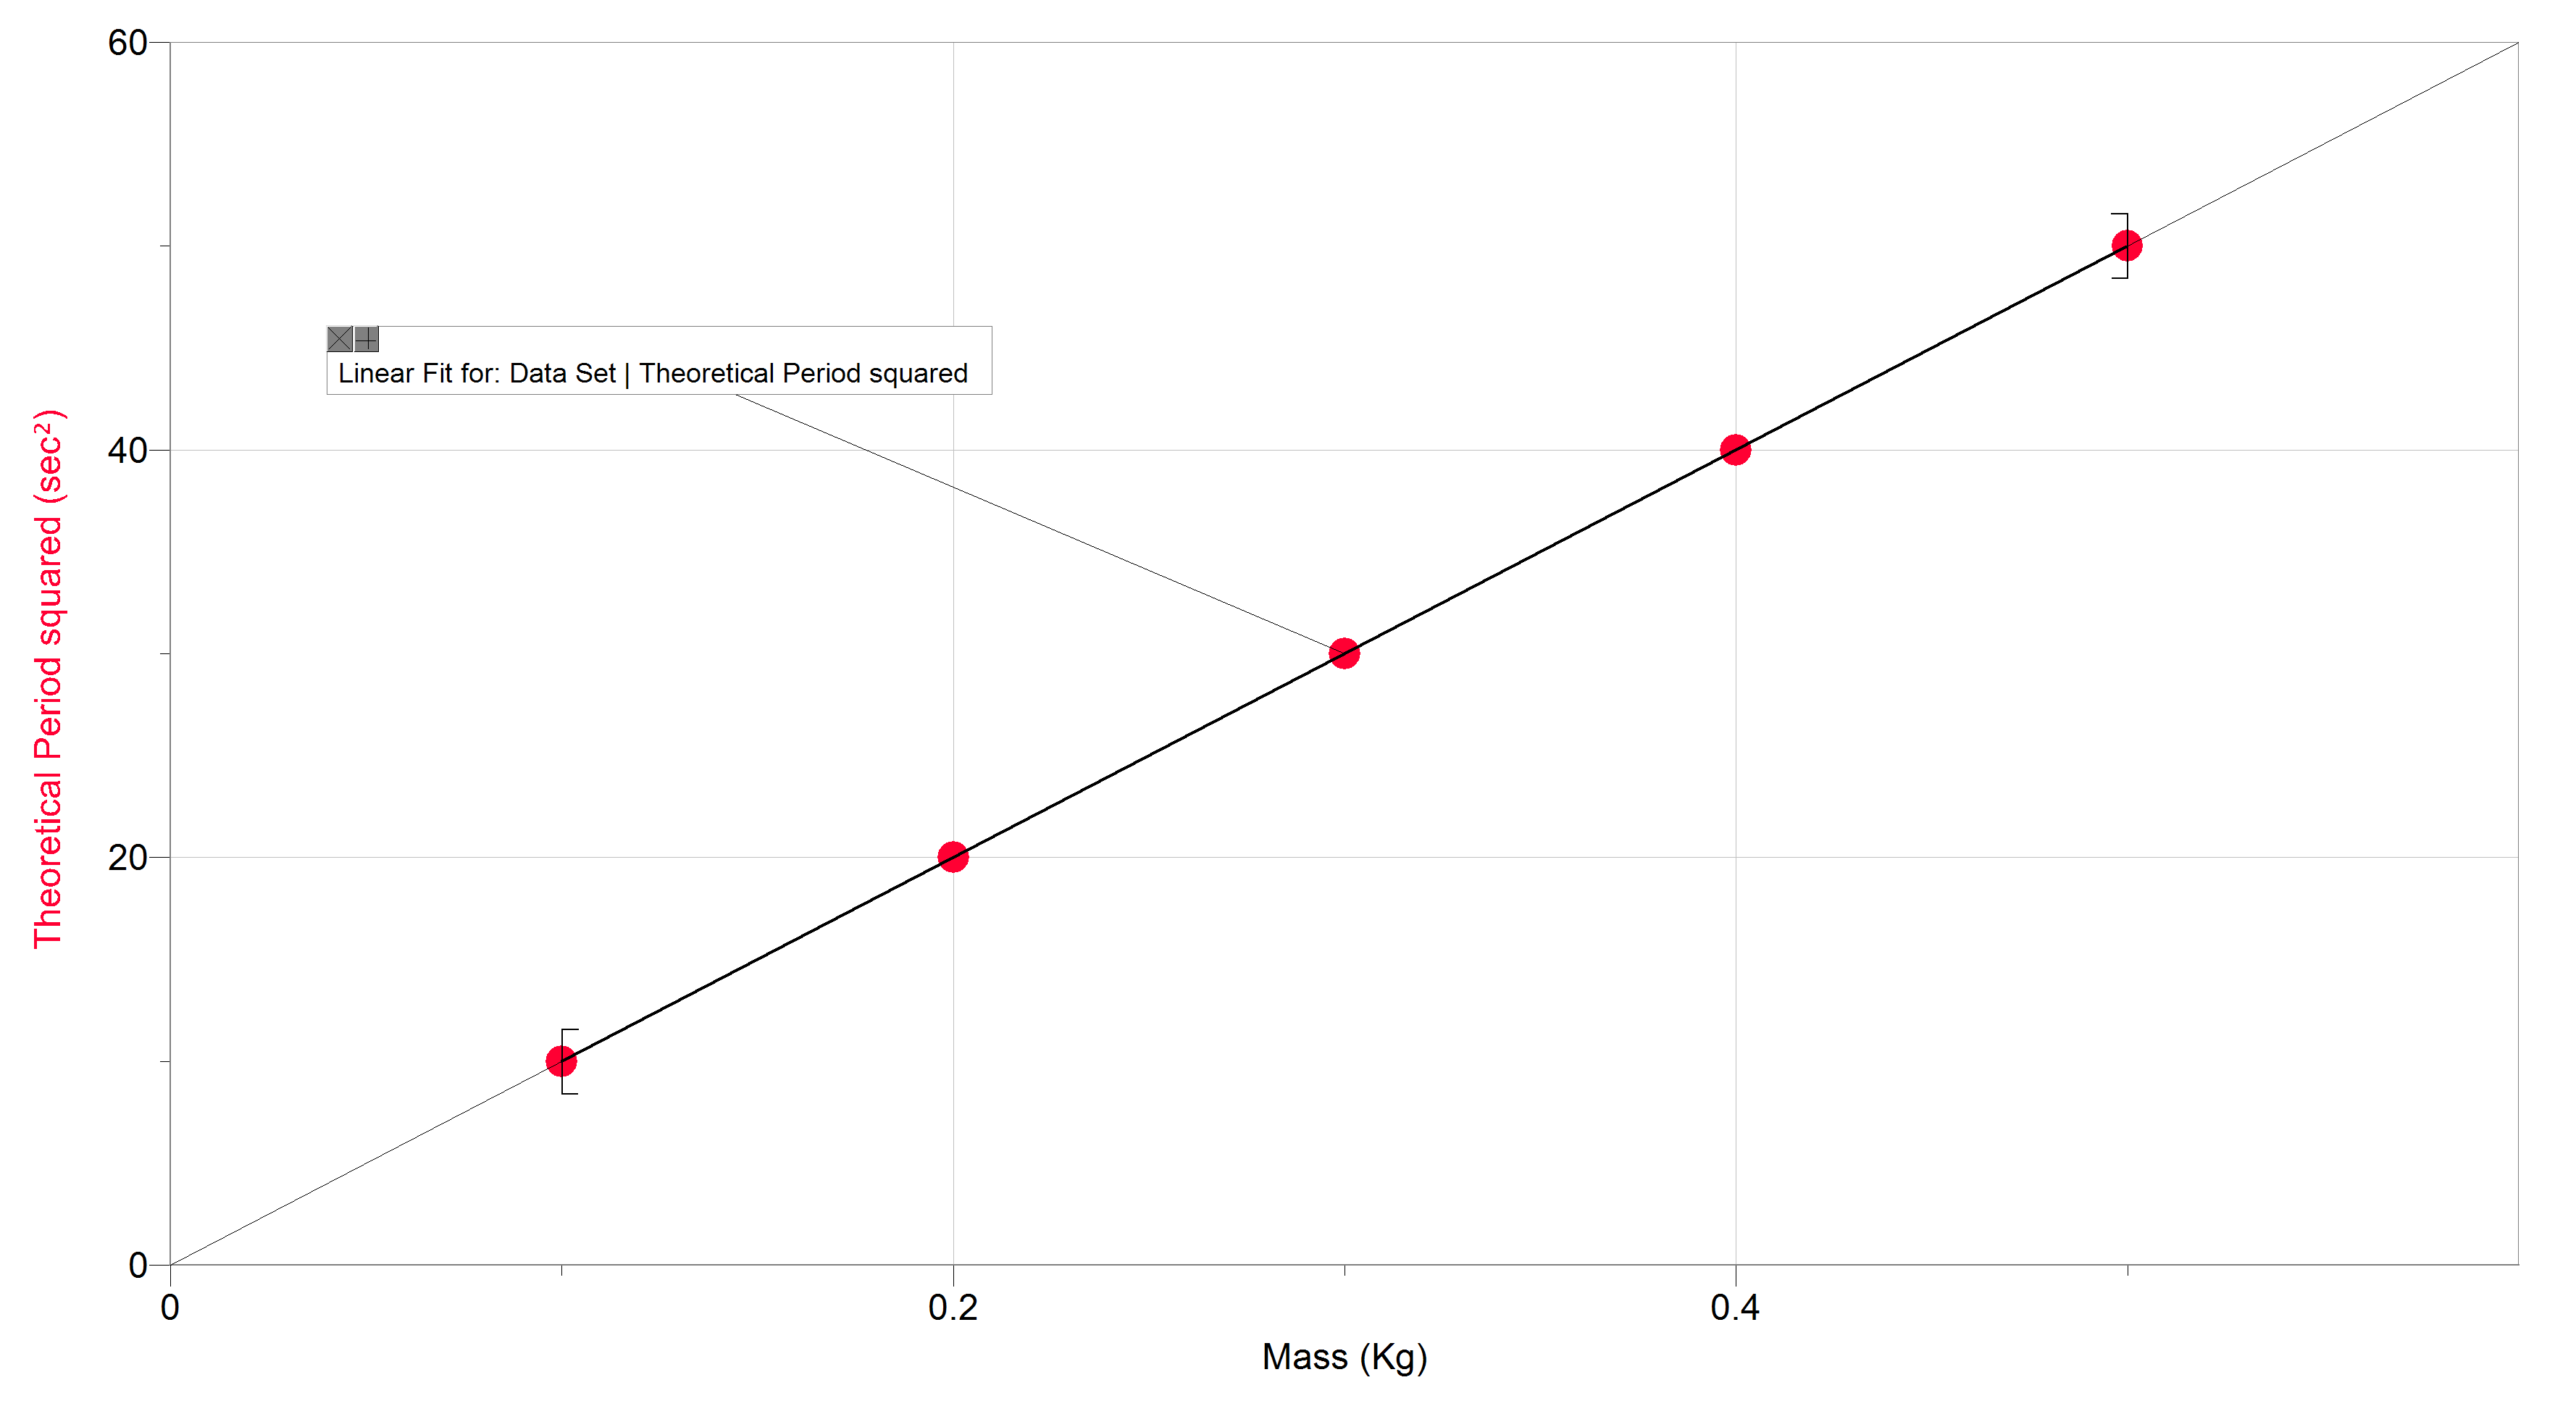 60
Linear Fit for: Data Set | Theoretical Period squared
40
Theoretical Period squared (sec²)
20
0
0 0.2 0.4
Mass (Kg)